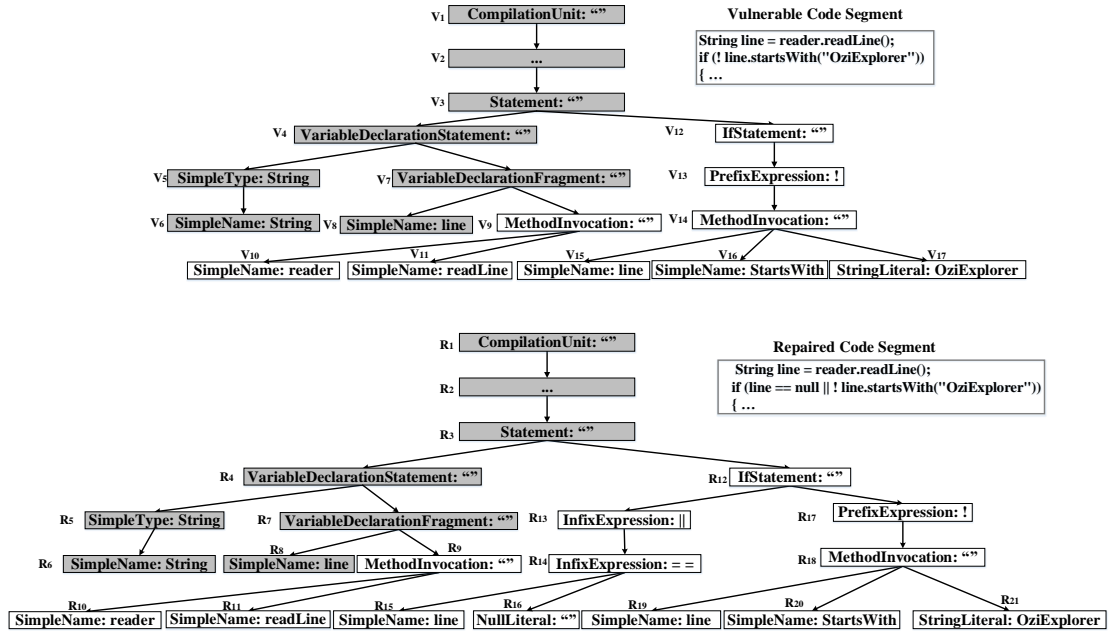 V1 CompilationUnit: “”
Vulnerable Code Segment
String line = reader.readLine();
if (! line.startsWith("OziExplorer"))
{ …
V2 ...
V3 Statement: “”
V4 VariableDeclarationStatement: “”
V12 IfStatement: “”
V5 SimpleType: String
V7 VariableDeclarationFragment: “”
V13 PrefixExpression: !
V6 SimpleName: String
V8 SimpleName: line
V9 MethodInvocation: “”
V14 MethodInvocation: “”
V10 SimpleName: reader
V11 SimpleName: readLine
V15 SimpleName: line
V16 SimpleName: StartsWith
V17 StringLiteral: OziExplorer
R1 CompilationUnit: “”
Repaired Code Segment
String line = reader.readLine();
if (line == null || ! line.startsWith("OziExplorer"))
{ …
R2 ...
R3 Statement: “”
R4 VariableDeclarationStatement: “”
R12 IfStatement: “”
R5 SimpleType: String
R7 VariableDeclarationFragment: “”
R13 InfixExpression: ||
R17 PrefixExpression: !
R6 SimpleName: String
R8 SimpleName: line
R9 MethodInvocation: “”
R14 InfixExpression: = =
R18 MethodInvocation: “”
R10 SimpleName: reader
R11 SimpleName: readLine
R15 SimpleName: line
R16 NullLiteral: “”
R19 SimpleName: line
R20 SimpleName: StartsWith
R21 StringLiteral: OziExplorer